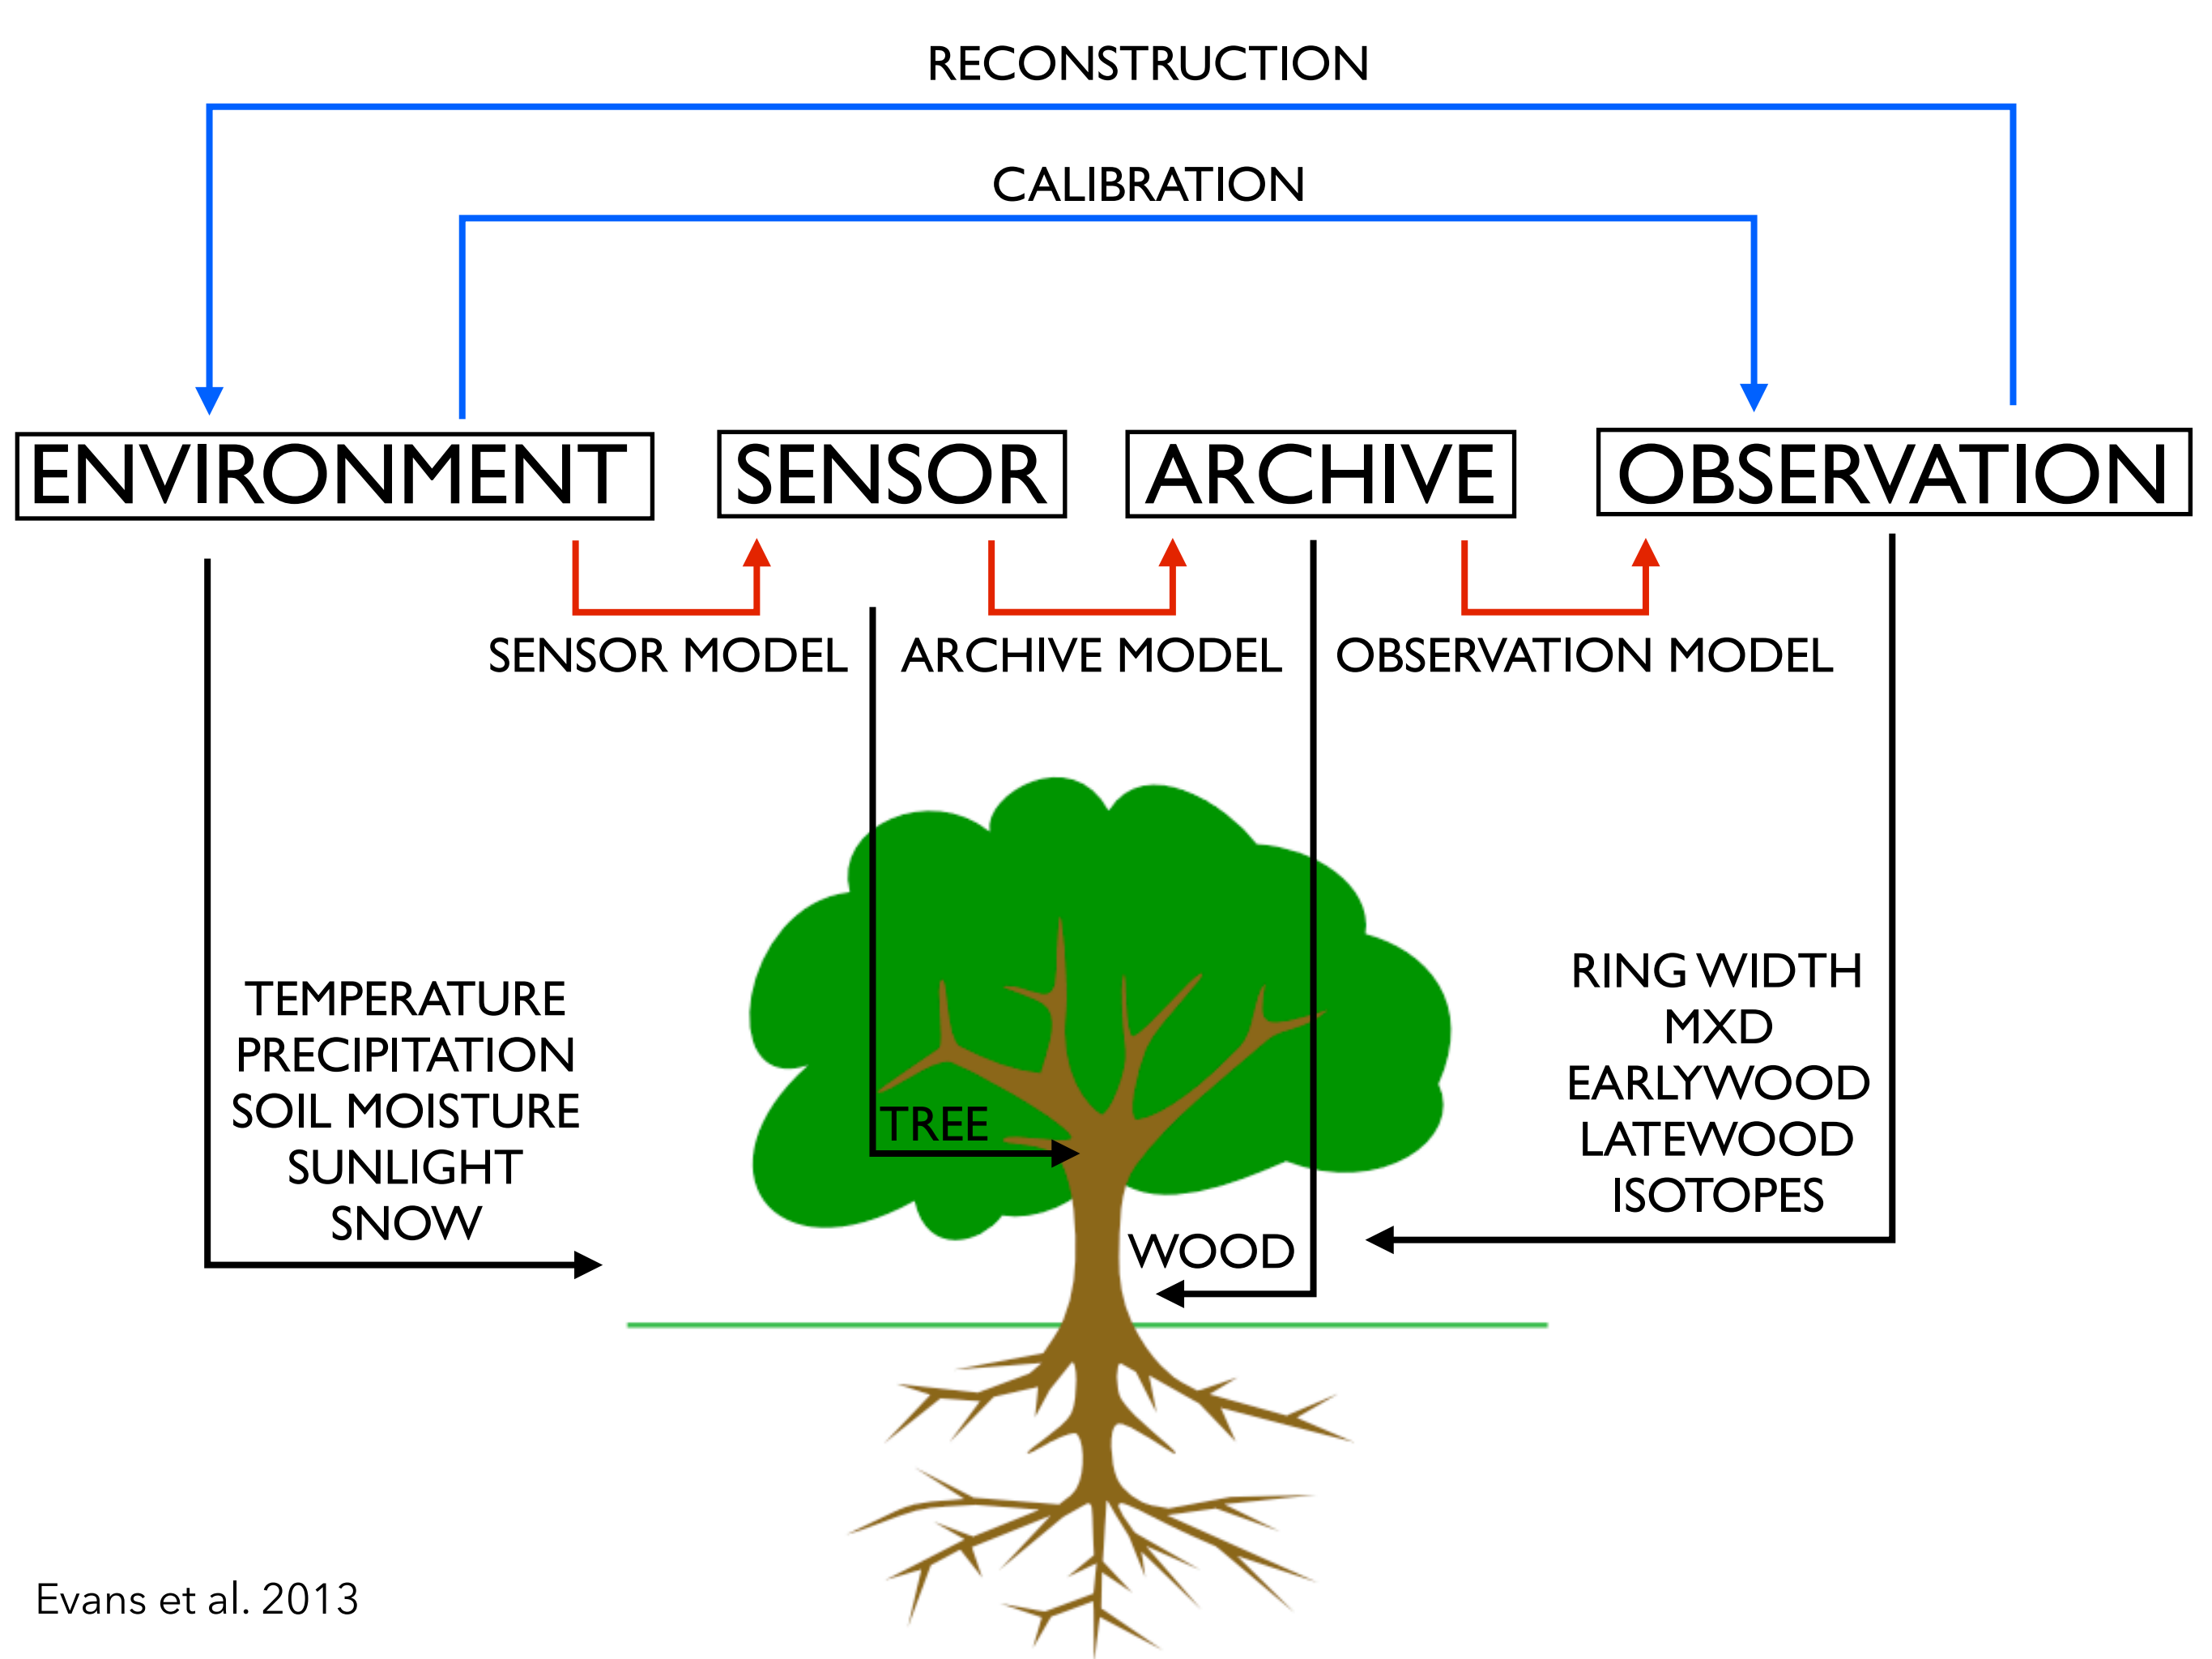 RECONSTRUCTION
CALIBRATION
ENVIRONMENT
SENSOR
ARCHIVE
OBSERVATION
SENSOR MODEL
ARCHIVE MODEL
OBSERVATION MODEL
TEMPERATURE
PRECIPITATION
SOIL MOISTURE
SUNLIGHT
SNOW
TREE
WOOD
RING WIDTH
MXD
EARLYWOOD
LATEWOOD
ISOTOPES
Evans et al. 2013